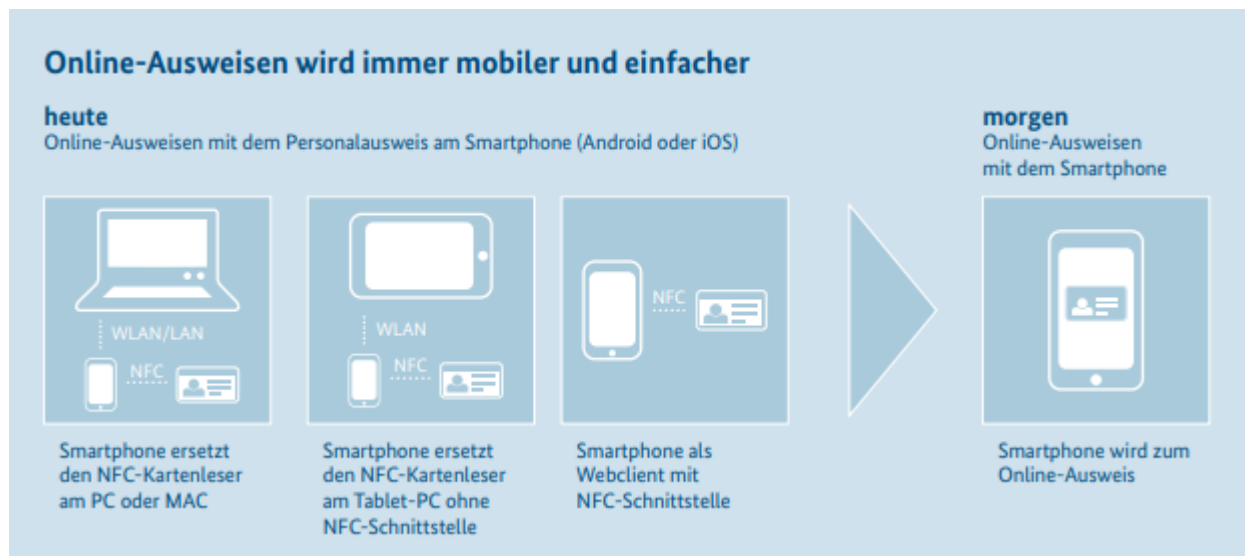 Online-Ausweisen wird immer mobiler und einfacher
heute
Online-Ausweisen mit dem Personalausweis am Smartphone (Android oder iOS)
morgen
Online-Ausweisen
mit dem Smartphone
WLAN/LAN
NFC
WLAN
NFC
NFC
Smartphone ersetzt
den NFC-Kartenleser
am PC oder MAC
Smartphone ersetzt
den NFC-Kartenleser
am Tablet-PC ohne
NFC-Schnittstelle
Smartphone als
Webclient mit
NFC-Schnittstelle
Smartphone wird zum
Online-Ausweis